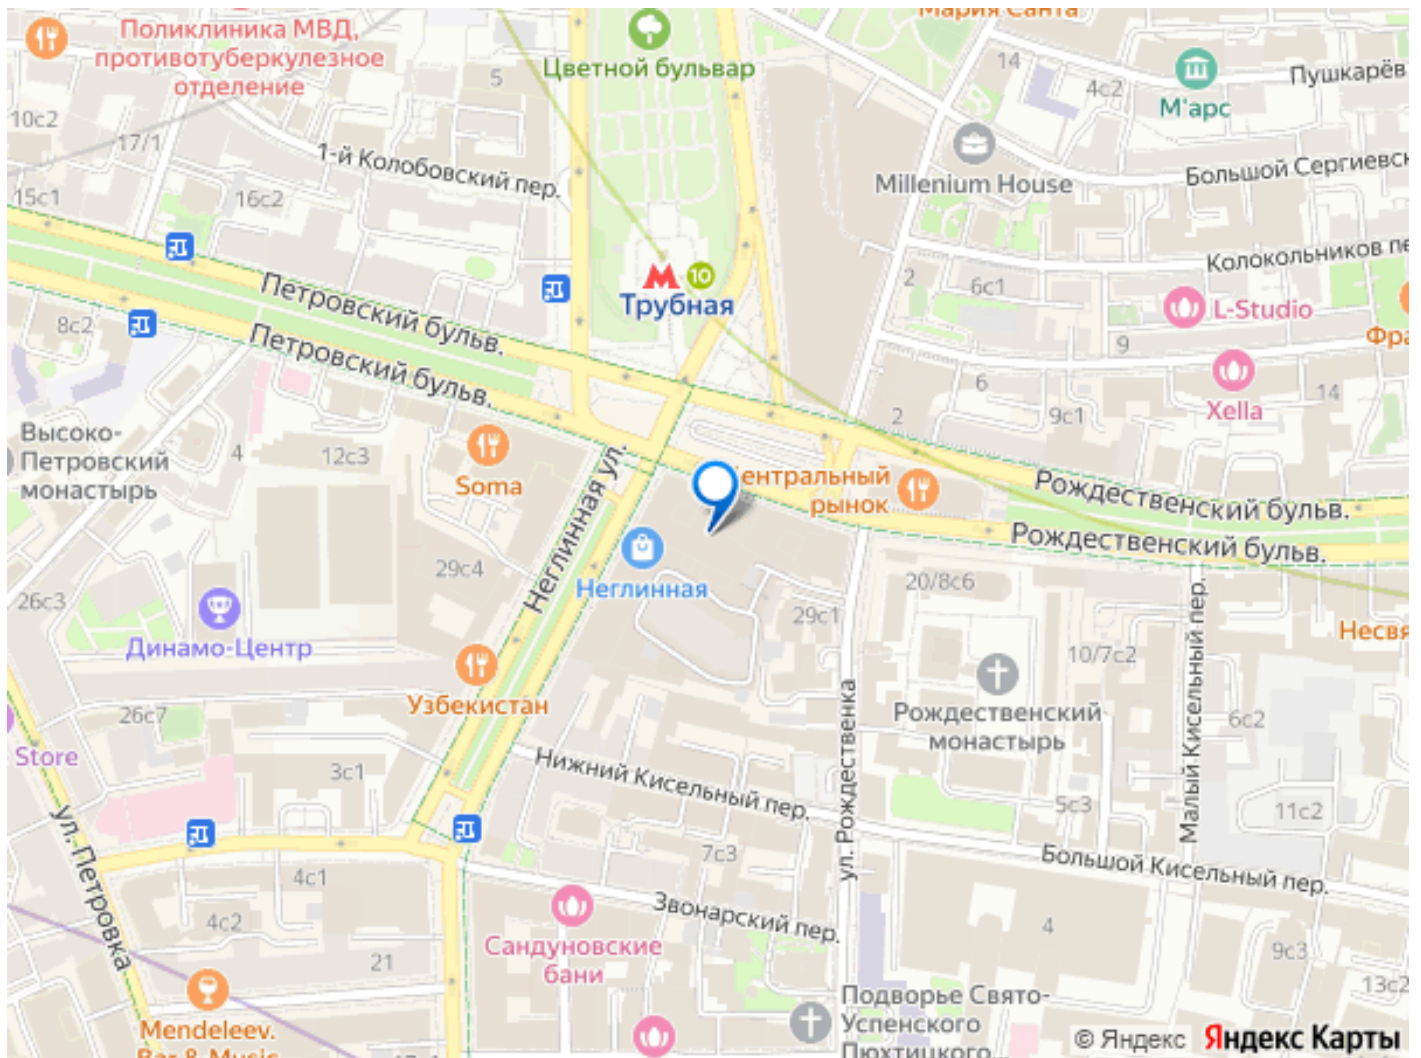 Мария Санта
Поликлиника МВД,
противотуберкулезное
отделение
5
Цветной бульвар
14
4с2
Пушкарёв
М'арс
10с2
17/1
1-й Колобовский пер.
Millenium House
Большой Сергиевск
15с1
16с2
Колокольников пе
2
6с1
10
Трубная
L-Studio
Петровский бульв.
Петровский бульв.
8с2
9
Фра
6
Xella
14
2
9с1
Высоко-
Петровский
монастырь
4
12с3
Soma
Неглинная ул.
ентральный
рынок
Рождественский бульв.
Рождественский бульв.
29с4
Неглинная
20/8с6
29с1
26с3
Динамо-Центр
Несвя
10/7с2
Малый Кисельный пер.
Узбекистан
26с7
Рождественский
монастырь
6с2
Store
3с1
Нижний Кисельный пер.
ул. Рождественка
5с3
11с2
ул. Петровка
7с3
Большой Кисельный пер.
4с1
4с2
Звонарский пер.
4
Сандуновские
бани
21
9с3
13с2
Подворье Свято-
Успенского
Пюхтицкого
Mendeleev.
Bar & Music
© Яндекс Яндекс Карты